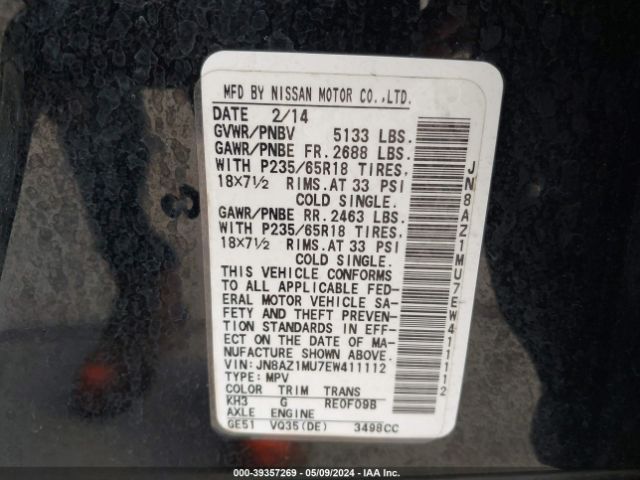 MFD BY NISSAN MOTOR CO.,LTD.
DATE 2/14
GVWR/PNBV 5133 LBS.
GAWR/PNBE FR. 2688 LBS.
WITH P235/65R18 TIRES.
18X7½ RIMS.AT 33 PSI
COLD SINGLE.
GAWR/PNBE RR. 2463 LBS.
WITH P235/65R18 TIRES.
18X7½ RIMS.AT 33 PSI
COLD SINGLE.
THIS VEHICLE CONFORMS
TO ALL APPLICABLE FED-
ERAL MOTOR VEHICLE SA-
FETY AND THEFT PREVEN-
TION STANDARDS IN EFF-
ECT ON THE DATE OF MA-
NUFACTURE SHOWN ABOVE.
VIN:JN8AZ1MU7EW411112
TYPE:MPV
COLOR TRIM TRANS
KH3 G RE0F09B
AXLE ENGINE
GE51 VQ35(DE) 3498CC
JN8AZ1MU7EW411112
000-39357269 - 05/09/2024 - IAA Inc.